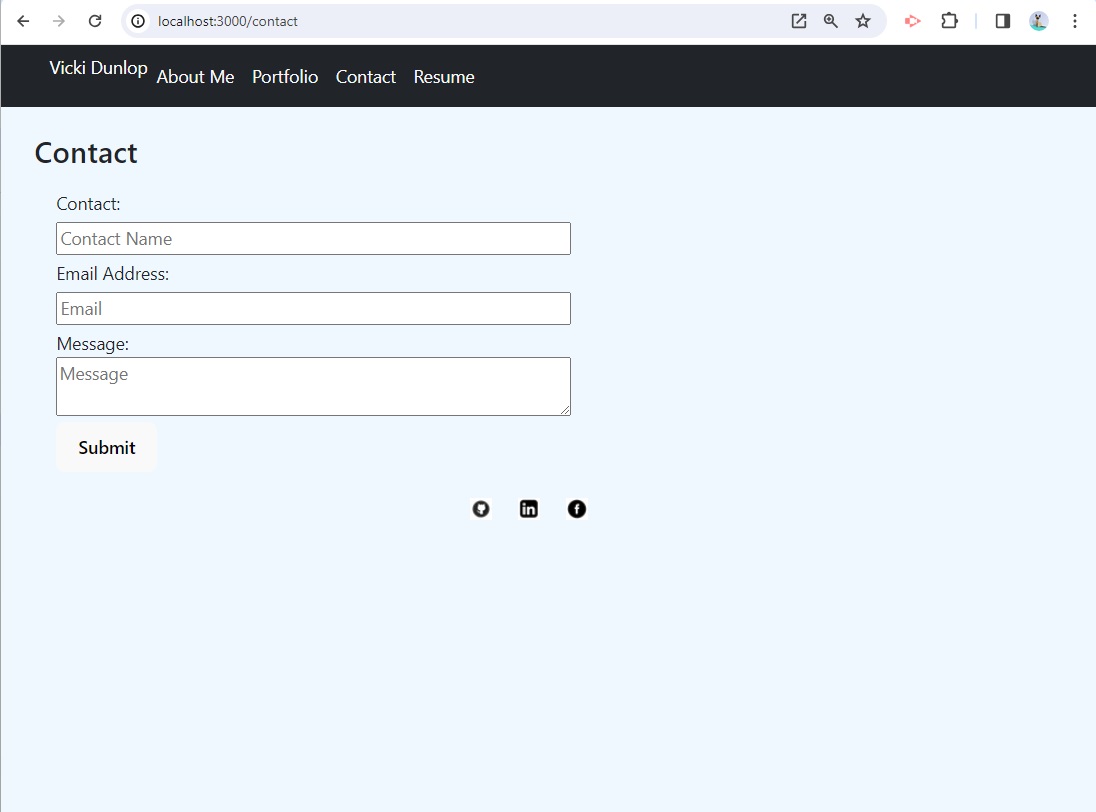 localhost:3000/contact
Vicki Dunlop About Me Portfolio Contact Resume
Contact
Contact:
Contact Name
Email Address:
Email
Message:
Message
Submit
in f